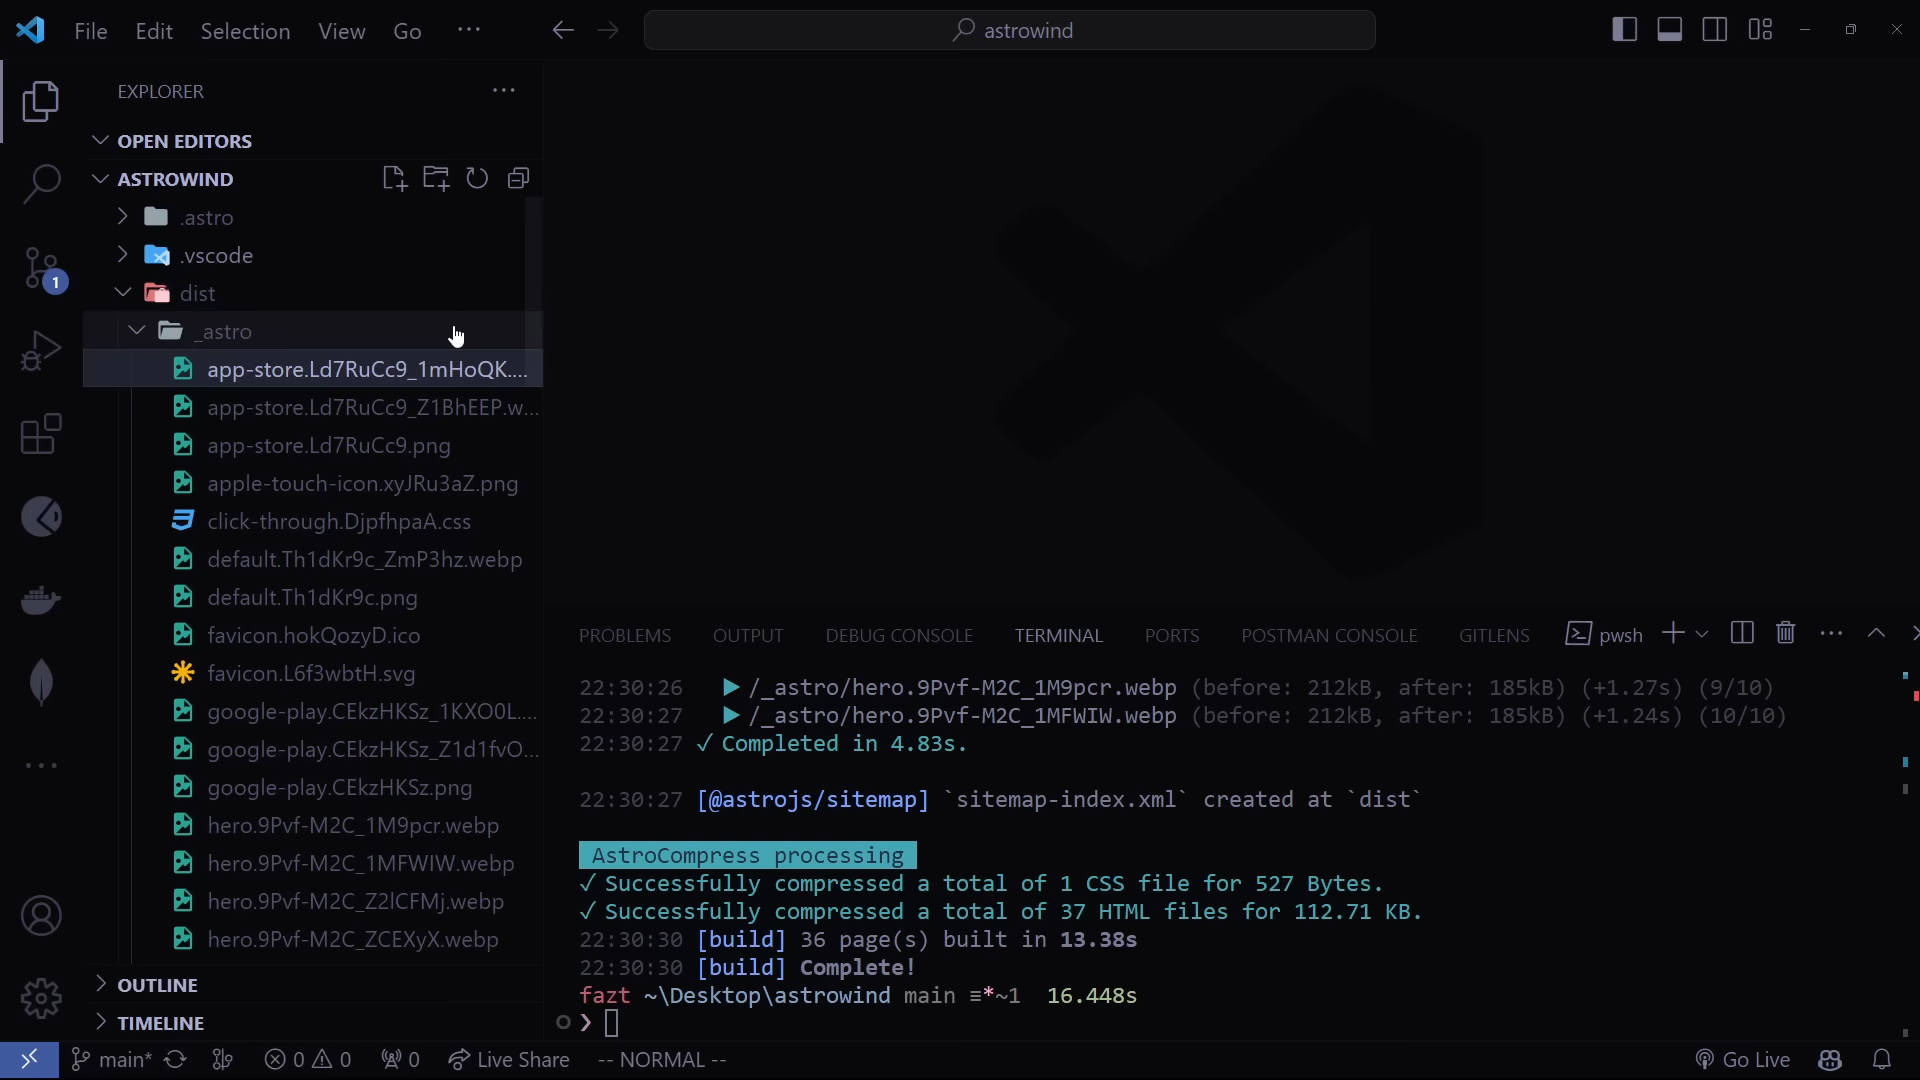 File Edit Selection View Go ···
astrowind
EXPLORER
OPEN EDITORS
ASTROWIND
.astro
.vscode
dist
_astro
app-store.Ld7RuCc9_1mHoQK....
app-store.Ld7RuCc9_Z1BhEEP.w...
app-store.Ld7RuCc9.png
apple-touch-icon.xyJRu3aZ.png
click-through.DjpfhpaA.css
default.Th1dKr9c_ZmP3hz.webp
default.Th1dKr9c.png
favicon.hokQozyD.ico
favicon.L6f3wbtH.svg
google-play.CEkzHKSz_1KXO0L....
google-play.CEkzHKSz_Z1d1fvO...
google-play.CEkzHKSz.png
hero.9Pvf-M2C_1M9pcr.webp
hero.9Pvf-M2C_1MFWIW.webp
hero.9Pvf-M2C_Z2lCFMj.webp
hero.9Pvf-M2C_ZCEXyX.webp
OUTLINE
TIMELINE
1
PROBLEMS OUTPUT DEBUG CONSOLE TERMINAL PORTS POSTMAN CONSOLE GITLENS pwsh
22:30:26 ▶ /_astro/hero.9Pvf-M2C_1M9pcr.webp (before: 212kB, after: 185kB) (+1.27s) (9/10)
22:30:27 ▶ /_astro/hero.9Pvf-M2C_1MFWIW.webp (before: 212kB, after: 185kB) (+1.24s) (10/10)
22:30:27 ✓ Completed in 4.83s.
22:30:27 [@astrojs/sitemap] `sitemap-index.xml` created at `dist`
AstroCompress processing
✓ Successfully compressed a total of 1 CSS file for 527 Bytes.
✓ Successfully compressed a total of 37 HTML files for 112.71 KB.
22:30:30 [build] 36 page(s) built in 13.38s
22:30:30 [build] Complete!
fazt ~\Desktop\astrowind main ≡*~1 16.448s
❯
main* 0 0 0 Live Share -- NORMAL -- Go Live